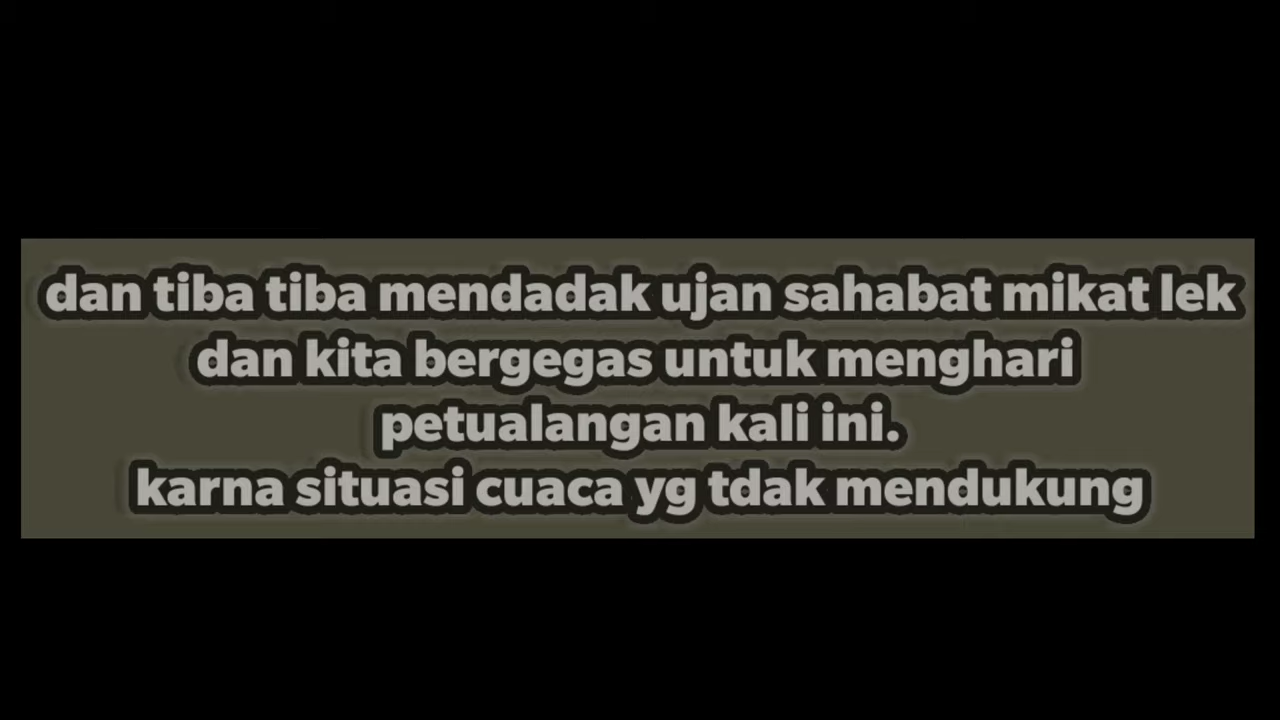 dan tiba tiba mendadak ujan sahabat mikat lek
dan kita bergegas untuk menghari
petualangan kali ini.
karna situasi cuaca yg tdak mendukung